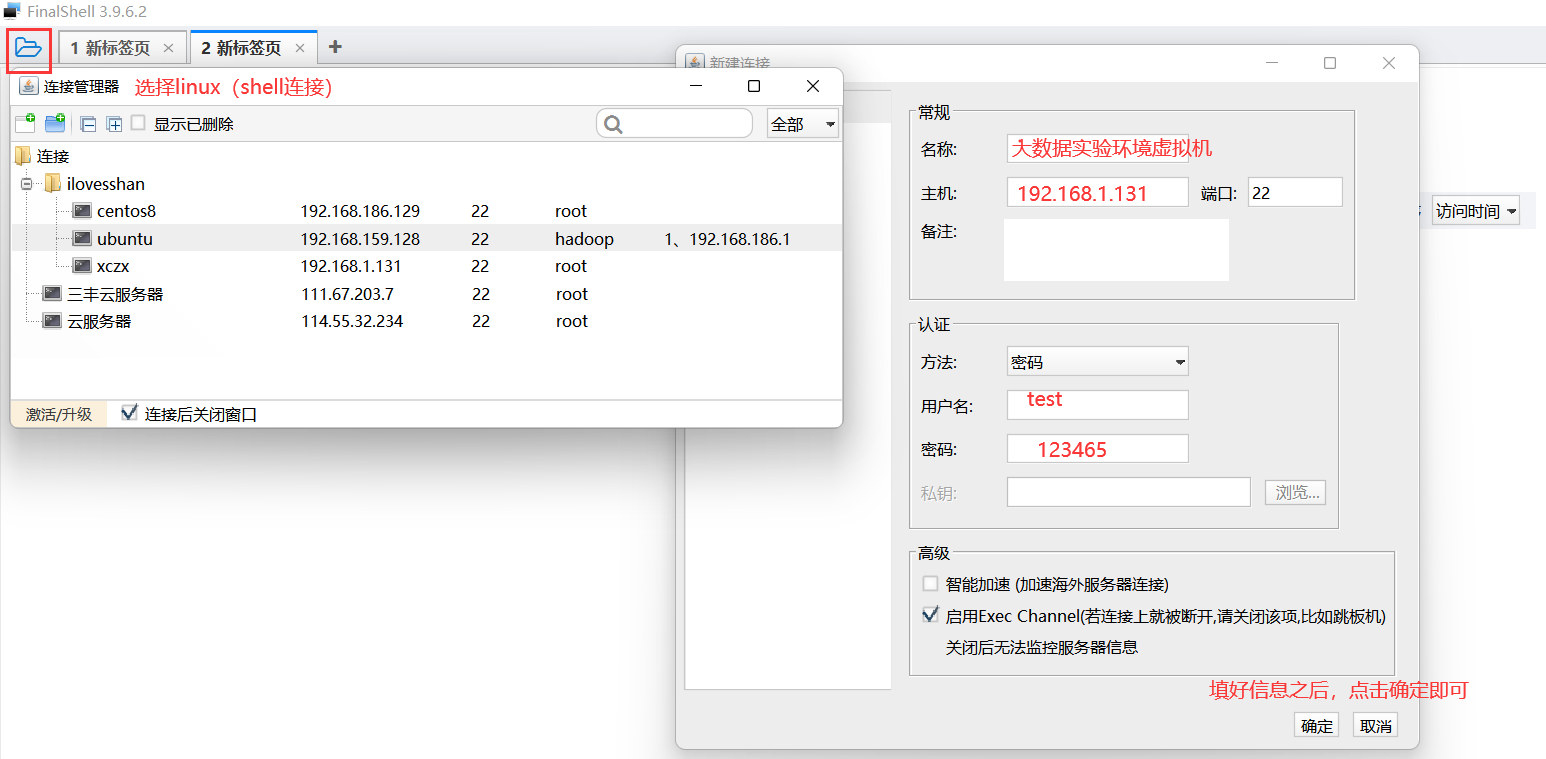 FinalShell 3.9.6.2
1 新标签页
2 新标签页
连接管理器
选择linux（shell连接）
显示已删除
全部
连接
ilovesshan
centos8 192.168.186.129 22 root
ubuntu 192.168.159.128 22 hadoop 1、192.168.186.1
xczx 192.168.1.131 22 root
三丰云服务器 111.67.203.7 22 root
云服务器 114.55.32.234 22 root
激活/升级
连接后关闭窗口
新建连接
常规
名称: 大数据实验环境虚拟机
主机: 192.168.1.131 端口: 22
备注:
认证
方法: 密码
用户名: test
密码: 123465
私钥: 浏览...
高级
智能加速 (加速海外服务器连接)
启用Exec Channel(若连接上就被断开,请关闭该项,比如跳板机)
关闭后无法监控服务器信息
填好信息之后，点击确定即可
确定 取消
访问时间